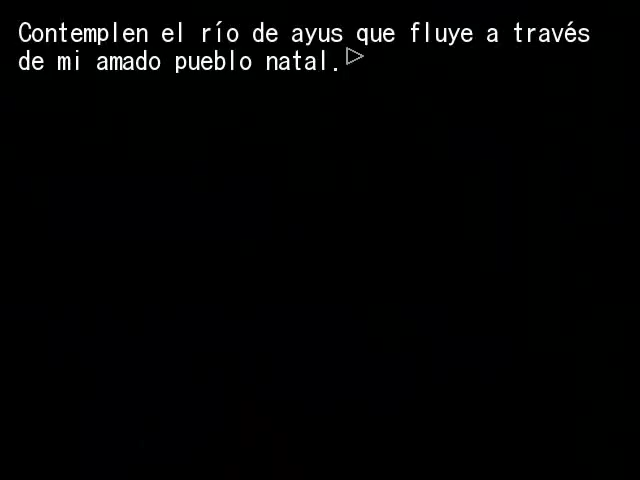 Contemplen el río de ayus que fluye a través
de mi amado pueblo natal.